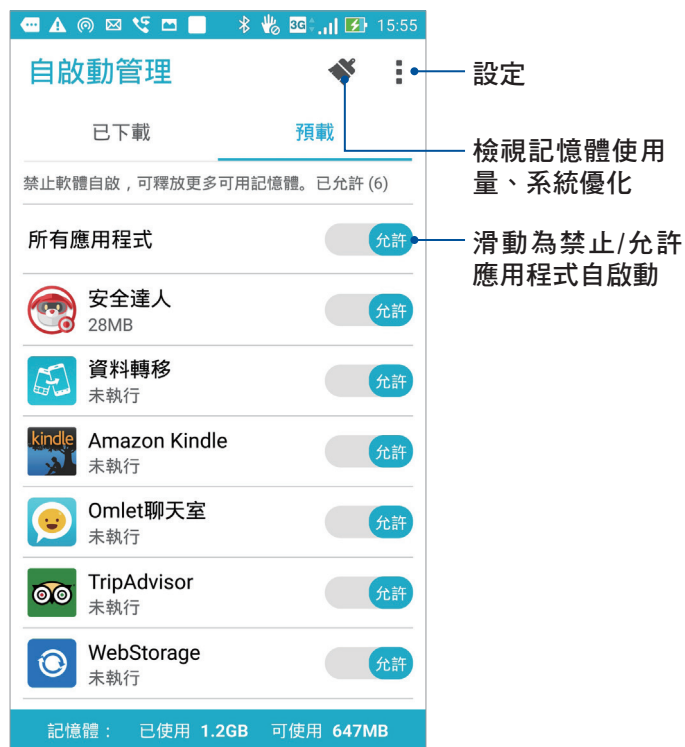 3G 15:55
自啟動管理
設定
已下載 預載
檢視記憶體使用
量、系統優化
禁止軟體自啟，可釋放更多可用記憶體。已允許 (6)
所有應用程式 允許
滑動為禁止/允許
應用程式自啟動
安全達人
28MB
允許
資料轉移
未執行
允許
kindle
Amazon Kindle
未執行
允許
Omlet聊天室
未執行
允許
TripAdvisor
未執行
允許
WebStorage
未執行
允許
記憶體： 已使用 1.2GB 可使用 647MB